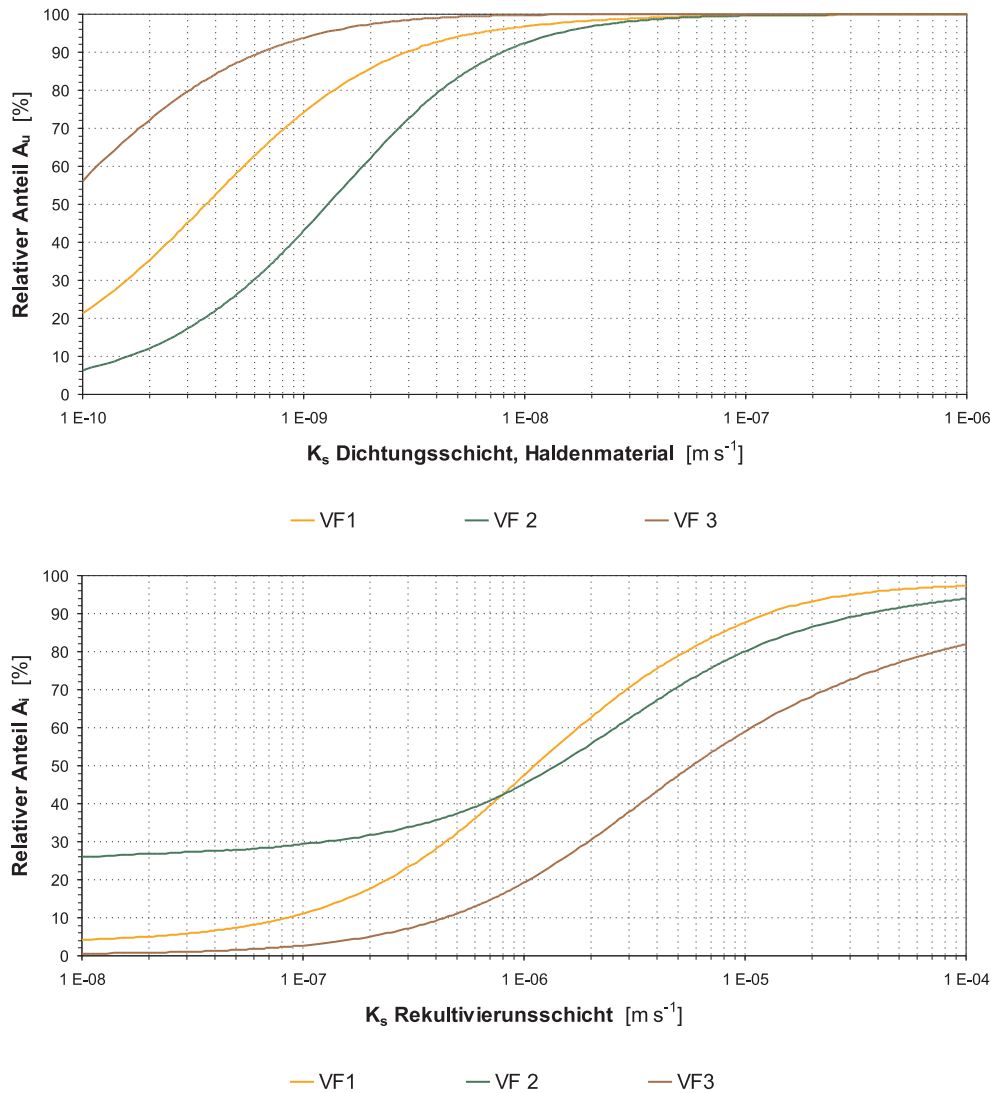 Relativer Anteil Au [%]
100
90
80
70
60
50
40
30
20
10
0
1 E-10 1 E-09 1 E-08 1 E-07 1 E-06
Ks Dichtungsschicht, Haldenmaterial [m s-1]
VF1 VF 2 VF 3
Relativer Anteil Ai [%]
100
90
80
70
60
50
40
30
20
10
0
1 E-08 1 E-07 1 E-06 1 E-05 1 E-04
Ks Rekultivierunsschicht [m s-1]
VF1 VF 2 VF3